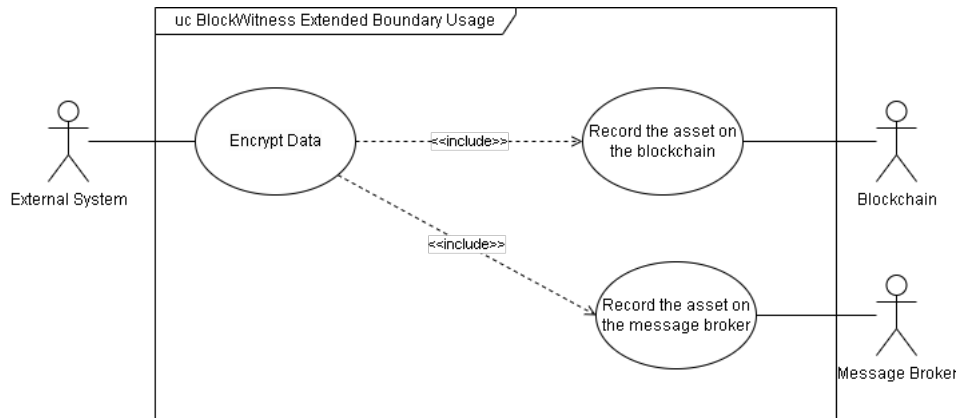 uc BlockWitness Extended Boundary Usage
Encrypt Data
<<include>>
Record the asset on
the blockchain
External System
Blockchain
<<include>>
Record the asset on
the message broker
Message Broker